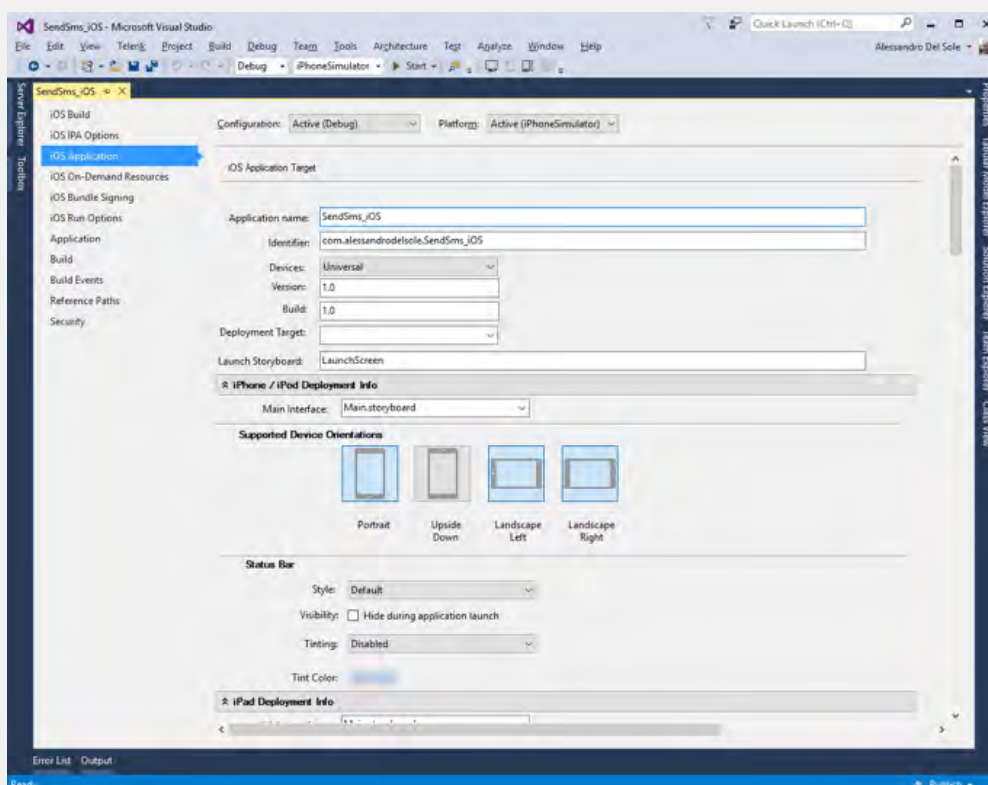 SendSms_iOS - Microsoft Visual Studio
Quick Launch (Ctrl+Q)
File Edit View Telerik Project Build Debug Team Tools Architecture Test Analyze Window Help
Alessandro Del Sole
Debug iPhoneSimulator Start
SendSms_iOS
Server Explorer
Toolbox
iOS Build
iOS IPA Options
iOS Application
iOS On-Demand Resources
iOS Bundle Signing
iOS Run Options
Application
Build
Build Events
Reference Paths
Security
Configuration: Active (Debug) Platform: Active (iPhoneSimulator)
iOS Application Target
Application name: SendSms_iOS
Identifier: com.alessandrodelsole.SendSms_iOS
Devices: Universal
Version: 1.0
Build: 1.0
Deployment Target:
Launch Storyboard: LaunchScreen
iPhone / iPod Deployment Info
Main Interface: Main.storyboard
Supported Device Orientations
Portrait
Upside Down
Landscape Left
Landscape Right
Status Bar
Style: Default
Visibility: Hide during application launch
Tinting: Disabled
Tint Color:
iPad Deployment Info
Properties
Solution Explorer
Team Explorer
Class View
Error List Output
Ready
Publish